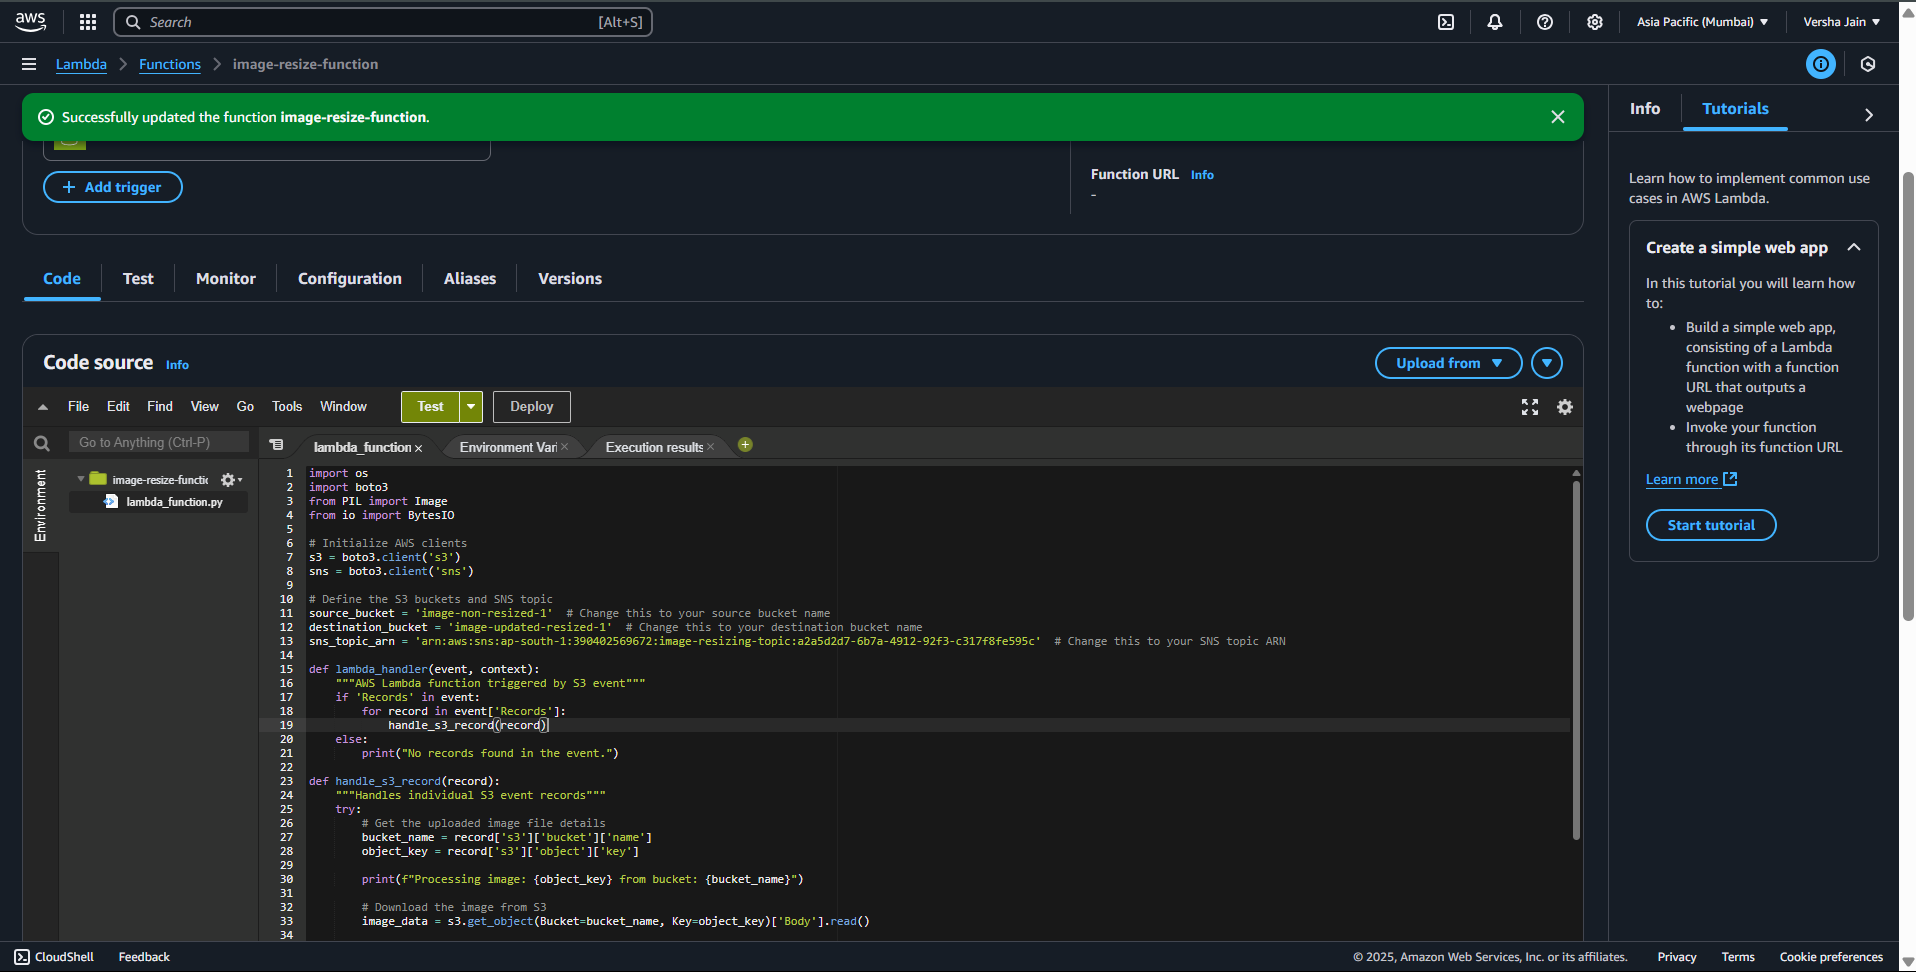 aws Search [Alt+S] Asia Pacific (Mumbai) Versha Jain
Lambda Functions image-resize-function
Successfully updated the function image-resize-function.
Info Tutorials
Add trigger
Function URL Info
-
Learn how to implement common use
cases in AWS Lambda.
Create a simple web app
In this tutorial you will learn how
to:
• Build a simple web app,
consisting of a Lambda
function with a function
URL that outputs a
webpage
• Invoke your function
through its function URL
Learn more
Start tutorial
Code Test Monitor Configuration Aliases Versions
Code source Info Upload from
File Edit Find View Go Tools Window Test Deploy
Go to Anything (Ctrl-P) lambda_function × Environment Vari × Execution results ×
Environment
image-resize-functic
lambda_function.py
1 import os
2 import boto3
3 from PIL import Image
4 from io import BytesIO
5
6 # Initialize AWS clients
7 s3 = boto3.client('s3')
8 sns = boto3.client('sns')
9
10 # Define the S3 buckets and SNS topic
11 source_bucket = 'image-non-resized-1' # Change this to your source bucket name
12 destination_bucket = 'image-updated-resized-1' # Change this to your destination bucket name
13 sns_topic_arn = 'arn:aws:sns:ap-south-1:390402569672:image-resizing-topic:a2a5d2d7-6b7a-4912-92f3-c317f8fe595c' # Change this to your SNS topic ARN
14
15 def lambda_handler(event, context):
16 """AWS Lambda function triggered by S3 event"""
17 if 'Records' in event:
18 for record in event['Records']:
19 handle_s3_record(record)
20 else:
21 print("No records found in the event.")
22
23 def handle_s3_record(record):
24 """Handles individual S3 event records"""
25 try:
26 # Get the uploaded image file details
27 bucket_name = record['s3']['bucket']['name']
28 object_key = record['s3']['object']['key']
29
30 print(f"Processing image: {object_key} from bucket: {bucket_name}")
31
32 # Download the image from S3
33 image_data = s3.get_object(Bucket=bucket_name, Key=object_key)['Body'].read()
34
CloudShell Feedback © 2025, Amazon Web Services, Inc. or its affiliates. Privacy Terms Cookie preferences